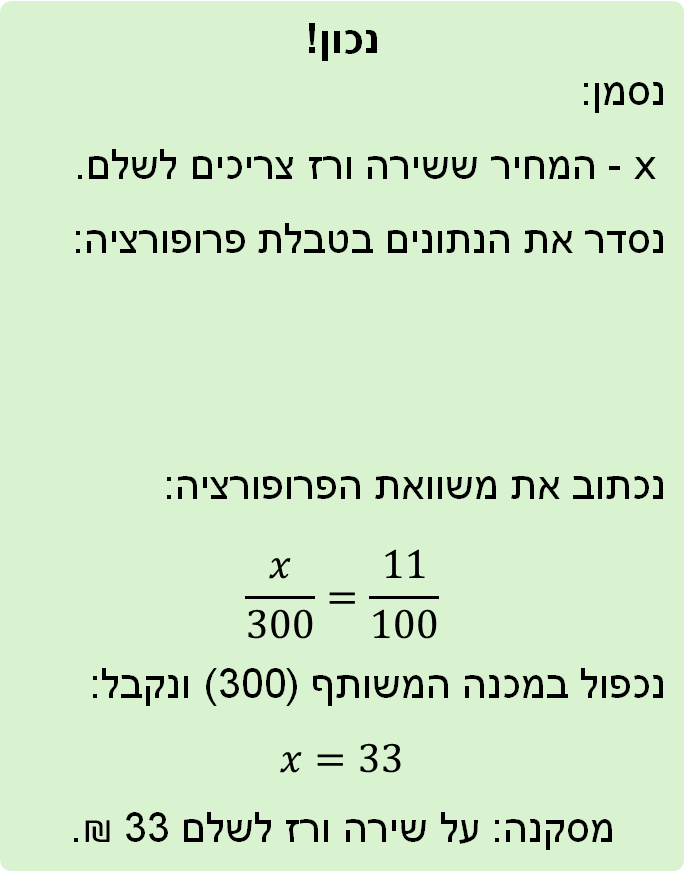 נכון!
נסמן:
x - המחיר ששירה ורז צריכים לשלם.
נסדר את הנתונים בטבלת פרופורציה:
נכתוב את משוואת הפרופורציה:
x/300 = 11/100
נכפול במכנה המשותף (300) ונקבל:
x = 33
מסקנה: על שירה ורז לשלם 33 ₪.